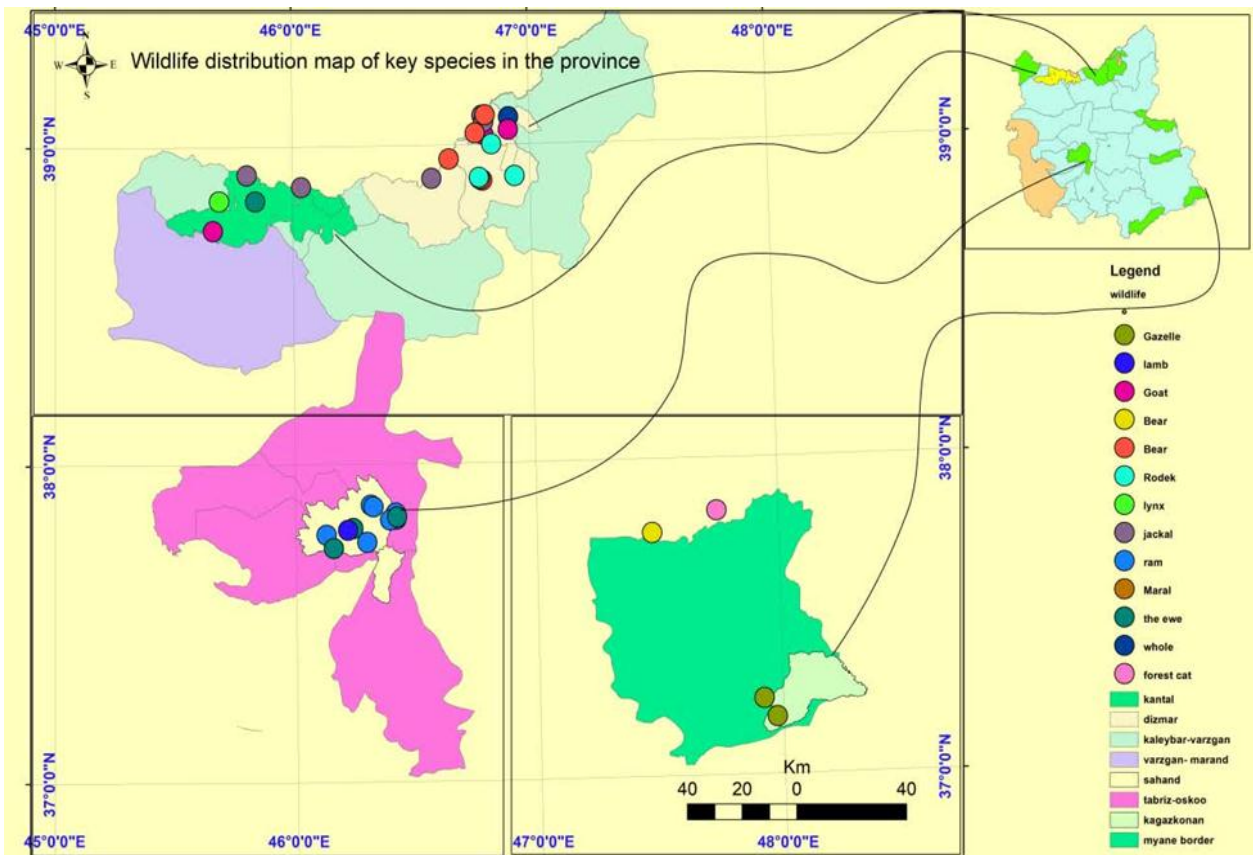 45°0'0"E 46°0'0"E 47°0'0"E 48°0'0"E
N
W E
S
Wildlife distribution map of key species in the province
39°0'0"N 39°0'0"N
38°0'0"N 38°0'0"N
37°0'0"N 37°0'0"N
Km
40 20 0 40
45°0'0"E 46°0'0"E 47°0'0"E 48°0'0"E
Legend
wildlife
Gazelle
lamb
Goat
Bear
Bear
Rodek
lynx
jackal
ram
Maral
the ewe
whole
forest cat
kantal
dizmar
kaleybar-varzgan
varzgan- marand
sahand
tabriz-oskoo
kagazkonan
myane border